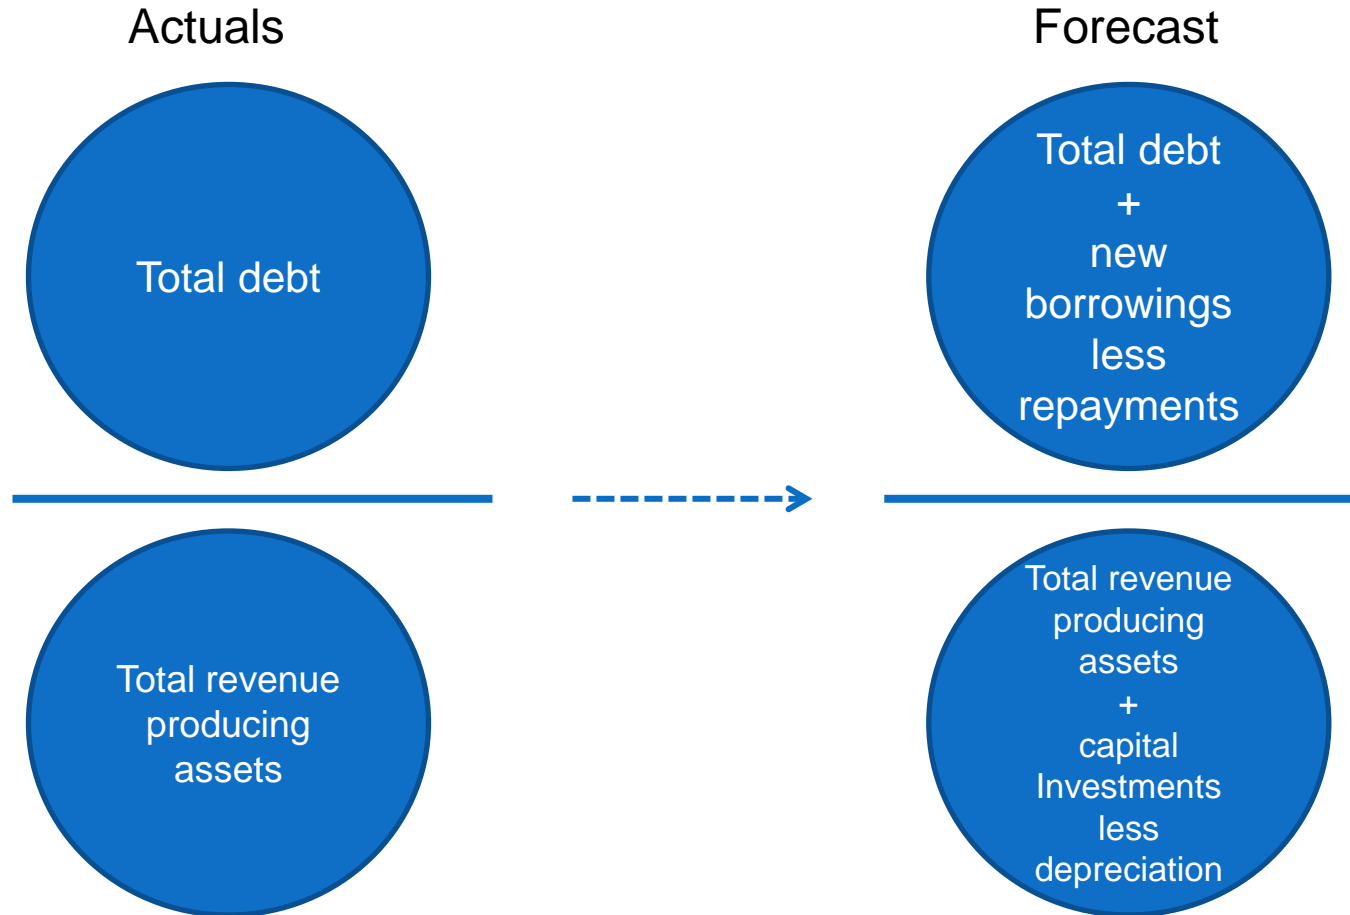 Actuals
Total debt
Total revenue
producing
assets
Forecast
Total debt
+
new
borrowings
less
repayments
Total revenue
producing
assets
+
capital
Investments
less
depreciation